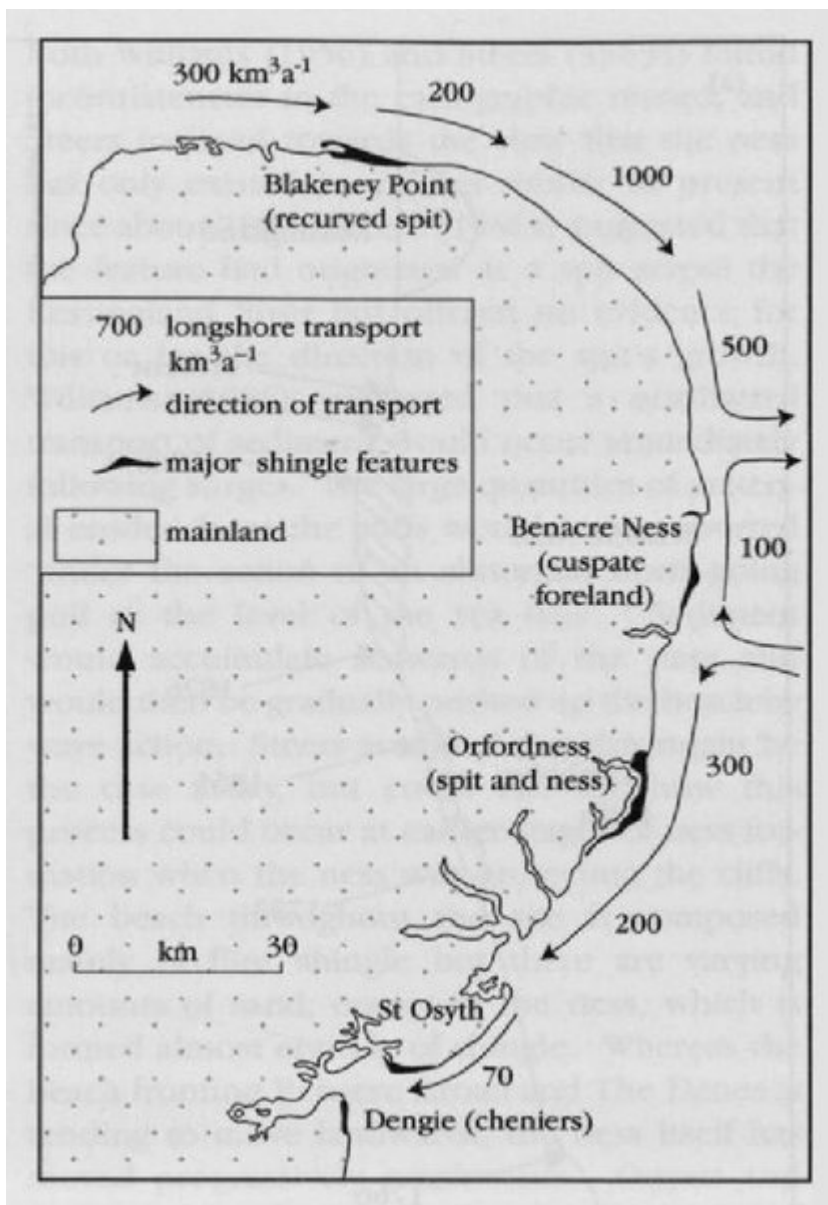 300 km³a⁻¹
200
1000
Blakeney Point
(recurved spit)
700 longshore transport
km³a⁻¹
direction of transport
major shingle features
mainland
500
Benacre Ness
(cuspate
foreland)
100
N
Orfordness
(spit and ness)
300
200
0 km 30
St Osyth
70
Dengie (cheniers)